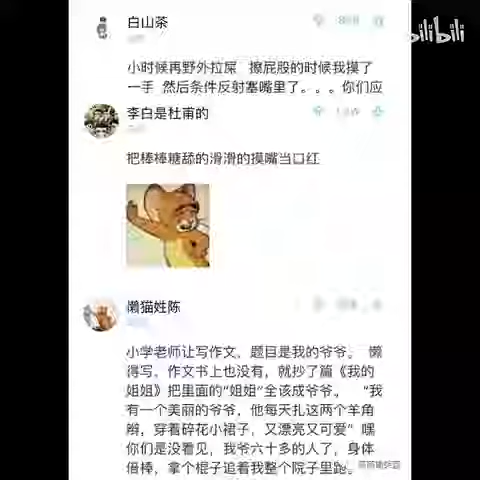 白山茶
bilibili
小时候再野外拉屎 擦屁股的时候我摸了
一手 然后条件反射塞嘴里了。。。你们应
李白是杜甫的
把棒棒糖舔的滑滑的摸嘴当口红
懒猫姓陈
小学老师让写作文，题目是我的爷爷。 懒
得写，作文书上也没有，就抄了篇《我的
姐姐》把里面的“姐姐”全该成爷爷。 “我
有一个美丽的爷爷，他每天扎这两个羊角
辫，穿着碎花小裙子，又漂亮又可爱” 嘿
你们是没看见，我爷六十多的人了，身体
倍棒，拿个棍子追着我整个院子里跑。